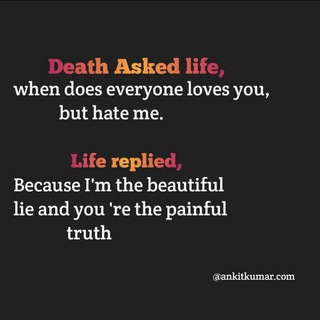 Death Asked life,
when does everyone loves you,
but hate me.
Life replied,
Because I'm the beautiful
lie and you 're the painful
truth
@ankitkumar.com